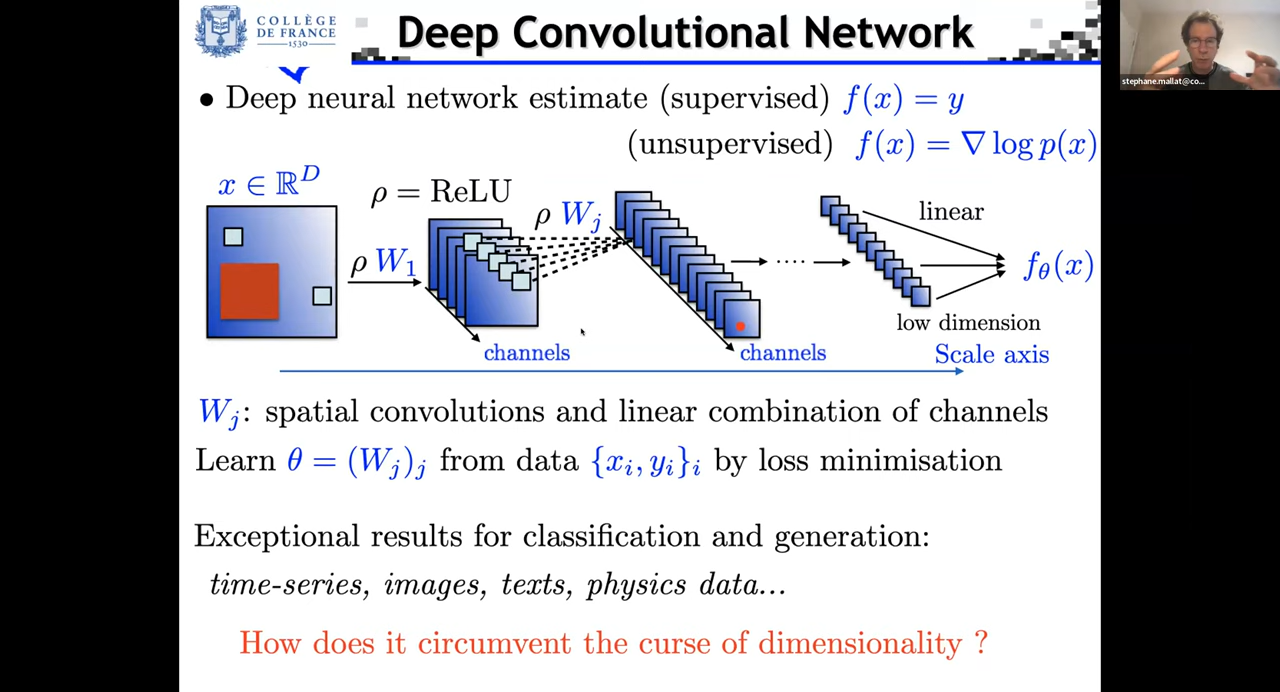 COLLÈGE
DE FRANCE
1530
Deep Convolutional Network
stephane.mallat@co...
• Deep neural network estimate (supervised) f(x) = y
(unsupervised) f(x) = ∇ log p(x)
x ∈ ℝ^D
ρ = ReLU
ρ W_j
linear
ρ W_1
....
f_θ(x)
low dimension
channels
channels
Scale axis
W_j: spatial convolutions and linear combination of channels
Learn θ = (W_j)_j from data {x_i, y_i}_i by loss minimisation
Exceptional results for classification and generation:
time-series, images, texts, physics data...
How does it circumvent the curse of dimensionality ?